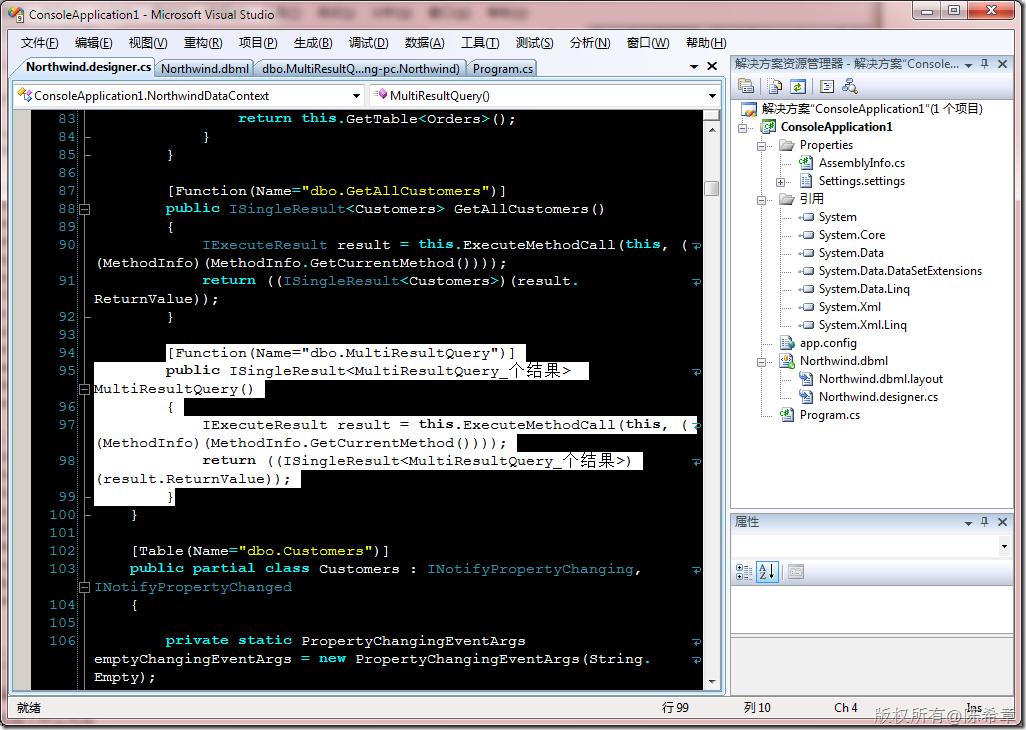 ConsoleApplication1 - Microsoft Visual Studio
文件(F) 编辑(E) 视图(V) 重构(R) 项目(P) 生成(B) 调试(D) 数据(A) 工具(T) 测试(S) 分析(N) 窗口(W) 帮助(H)
Northwind.designer.cs Northwind.dbml dbo.MultiResultQ...ng-pc.Northwind) Program.cs
ConsoleApplication1.NorthwindDataContext MultiResultQuery()
83 return this.GetTable<Orders>();
84 }
85 }
86
87 [Function(Name="dbo.GetAllCustomers")]
88 public ISingleResult<Customers> GetAllCustomers()
89 {
90 IExecuteResult result = this.ExecuteMethodCall(this, (
(MethodInfo)(MethodInfo.GetCurrentMethod())));
91 return ((ISingleResult<Customers>)(result.
ReturnValue));
92 }
93
94 [Function(Name="dbo.MultiResultQuery")]
95 public ISingleResult<MultiResultQuery_个结果>
MultiResultQuery()
96 {
97 IExecuteResult result = this.ExecuteMethodCall(this, (
(MethodInfo)(MethodInfo.GetCurrentMethod())));
98 return ((ISingleResult<MultiResultQuery_个结果>)
(result.ReturnValue));
99 }
100 }
101
102 [Table(Name="dbo.Customers")]
103 public partial class Customers : INotifyPropertyChanging,
INotifyPropertyChanged
104 {
105
106 private static PropertyChangingEventArgs
emptyChangingEventArgs = new PropertyChangingEventArgs(String.
Empty);
解决方案资源管理器 - 解决方案"Console...
解决方案"ConsoleApplication1"(1 个项目)
ConsoleApplication1
Properties
AssemblyInfo.cs
Settings.settings
引用
System
System.Core
System.Data
System.Data.DataSetExtensions
System.Data.Linq
System.Xml
System.Xml.Linq
app.config
Northwind.dbml
Northwind.dbml.layout
Northwind.designer.cs
Program.cs
属性
就绪 行 99 列 10 Ch 4 Ins
版权所有@陈希章